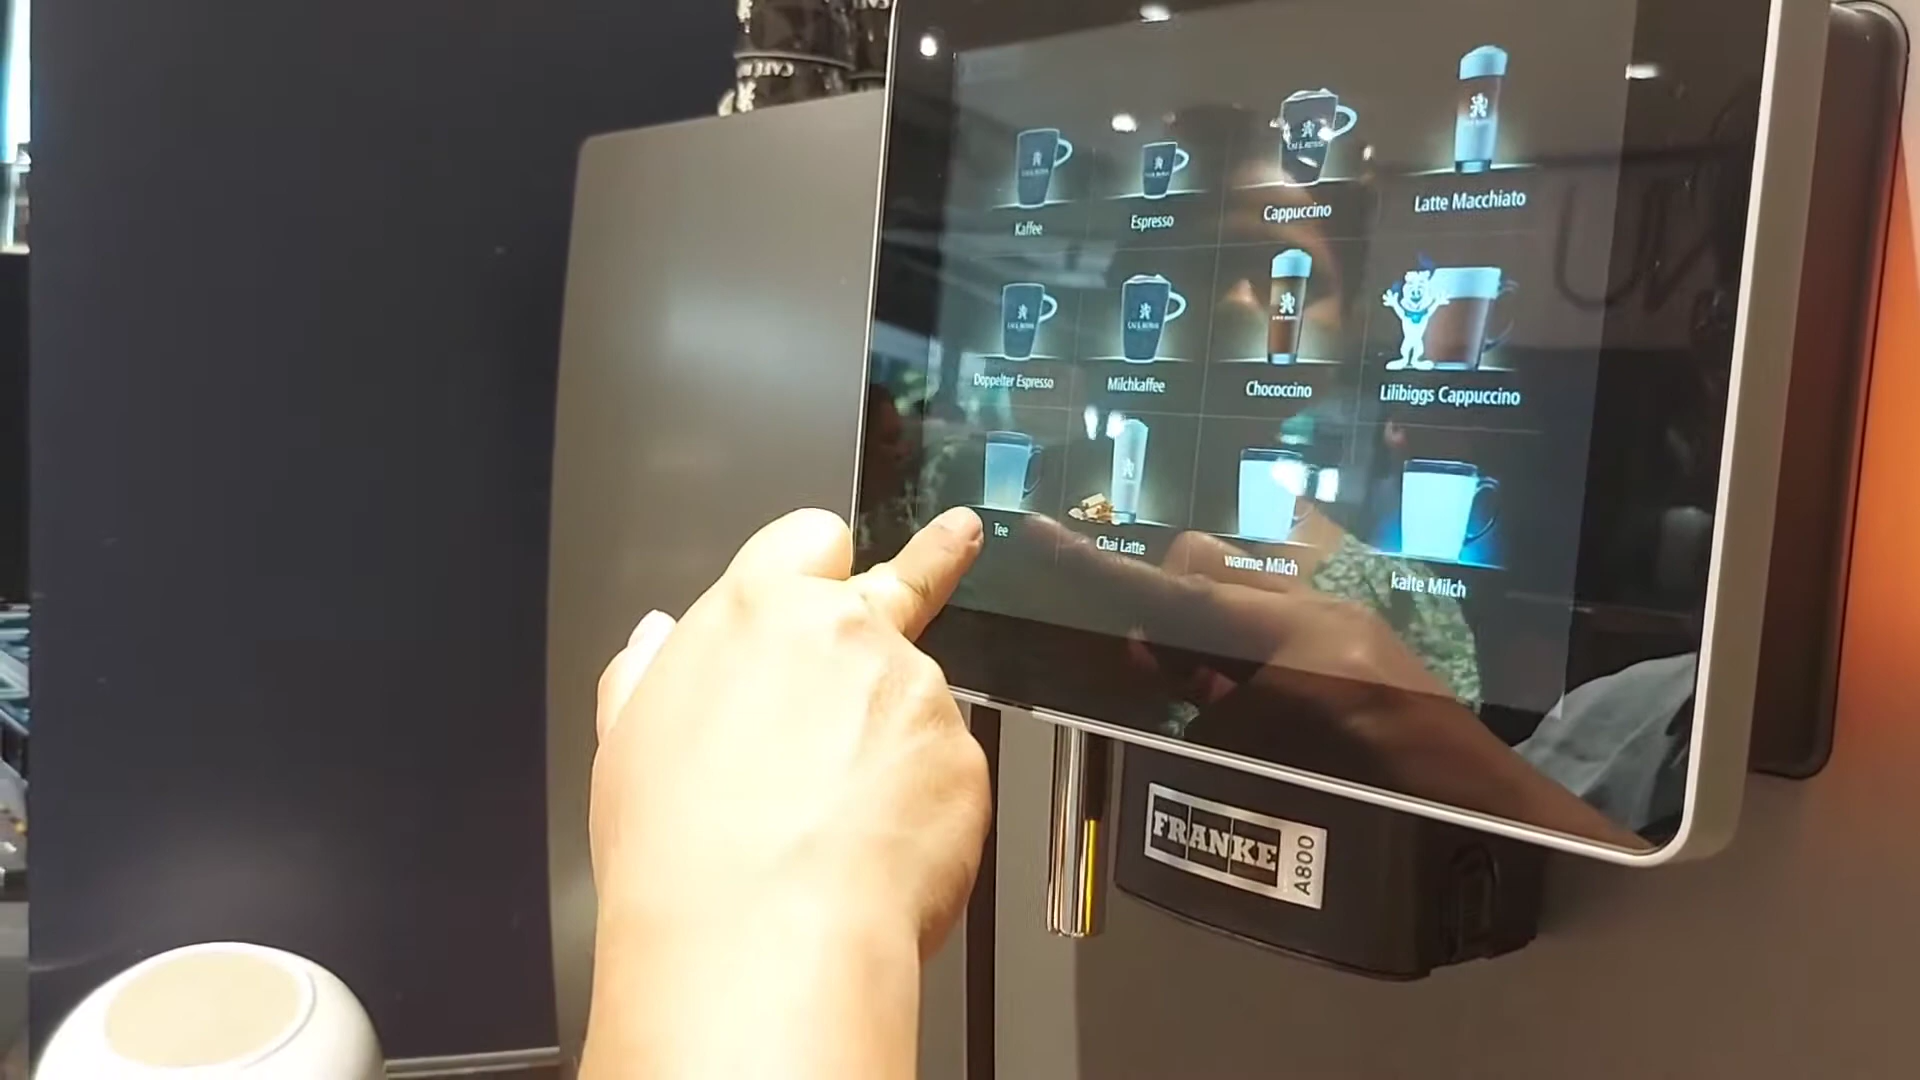 Kaffee
Espresso
Cappuccino
Latte Macchiato
Doppelter Espresso
Milchkaffee
Chococcino
Lilibiggs Cappuccino
Tee
Chai Latte
warme Milch
kalte Milch
FRANKE
A800